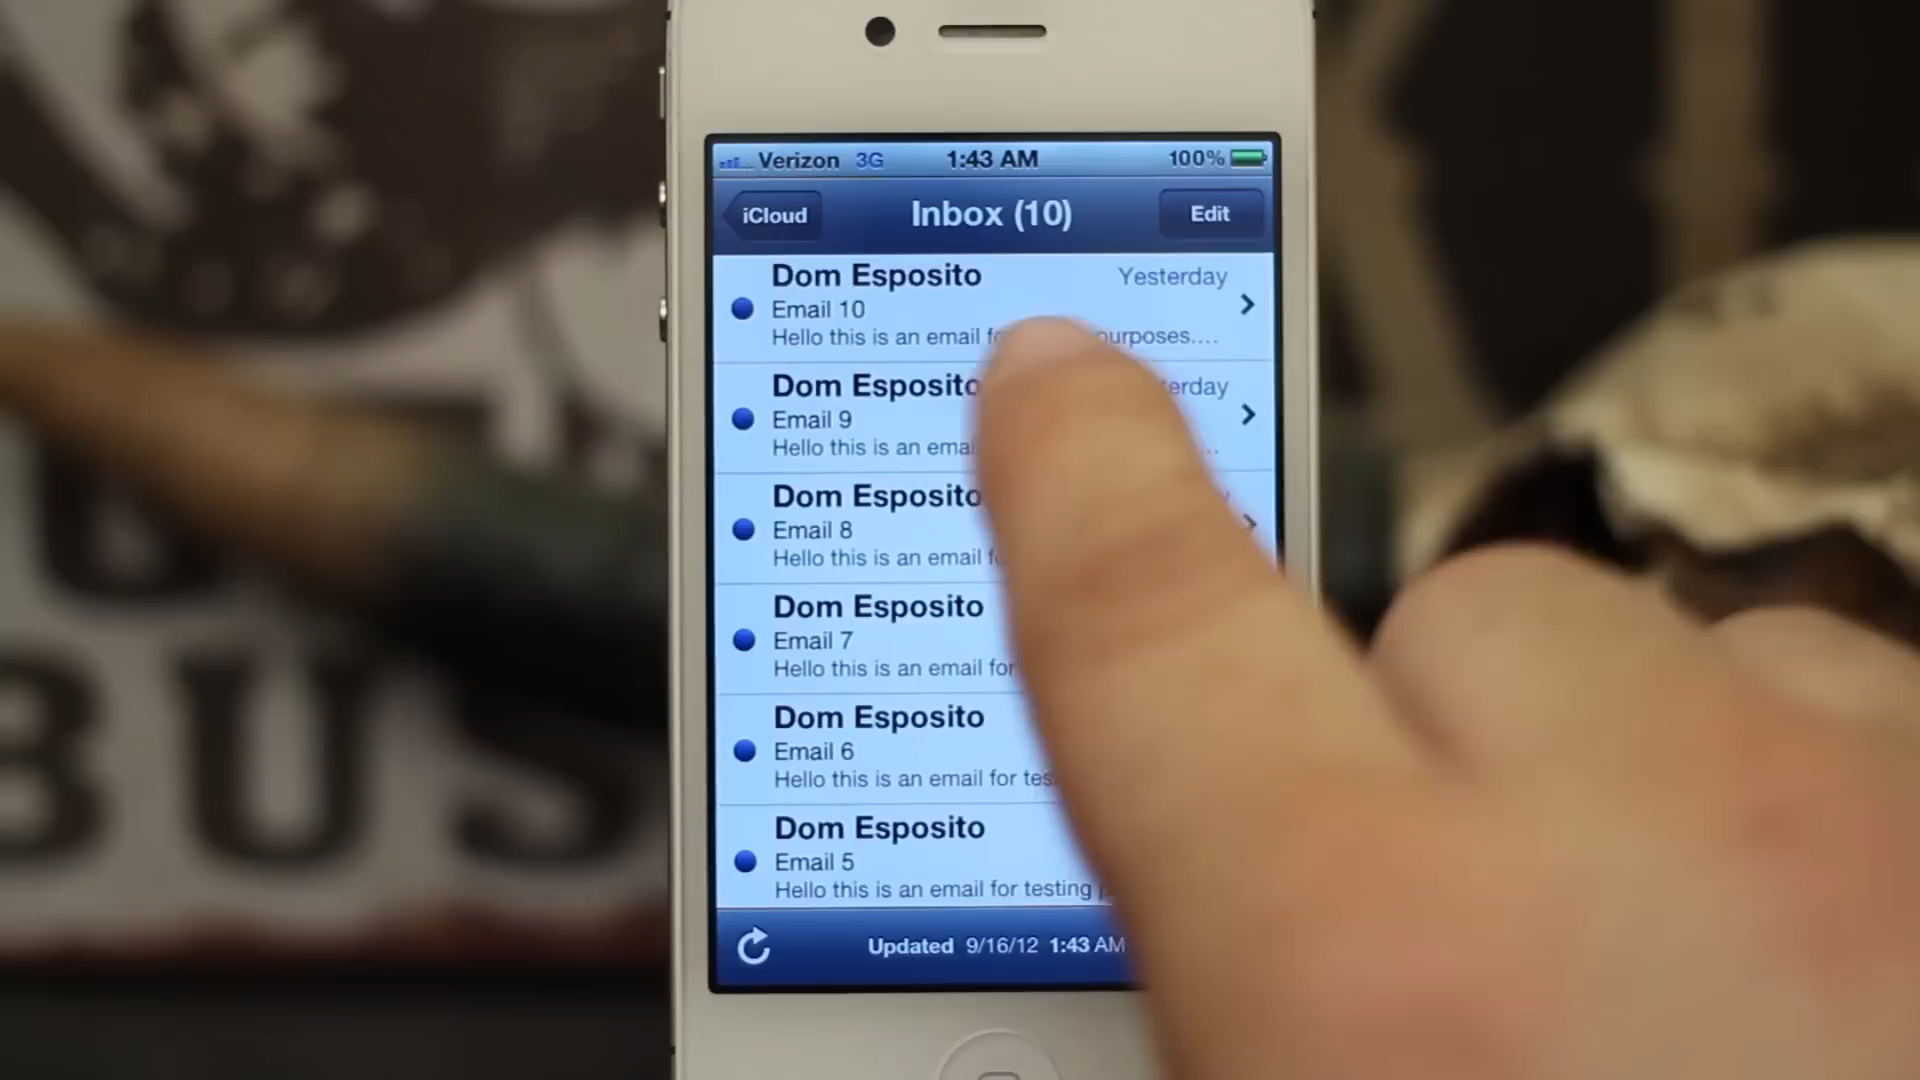 Verizon 3G 1:43 AM 100%
iCloud Inbox (10) Edit
Dom Esposito Yesterday
Email 10
Hello this is an email purposes....
Dom Esposito
Email 9
Hello this is an
Dom Esposito
Email 8
Hello this is an email
Dom Esposito
Email 7
Hello this is an email for
Dom Esposito
Email 6
Hello this is an email for
Dom Esposito
Email 5
Hello this is an email for testing
Updated 9/16/12 1:43 AM
BUS